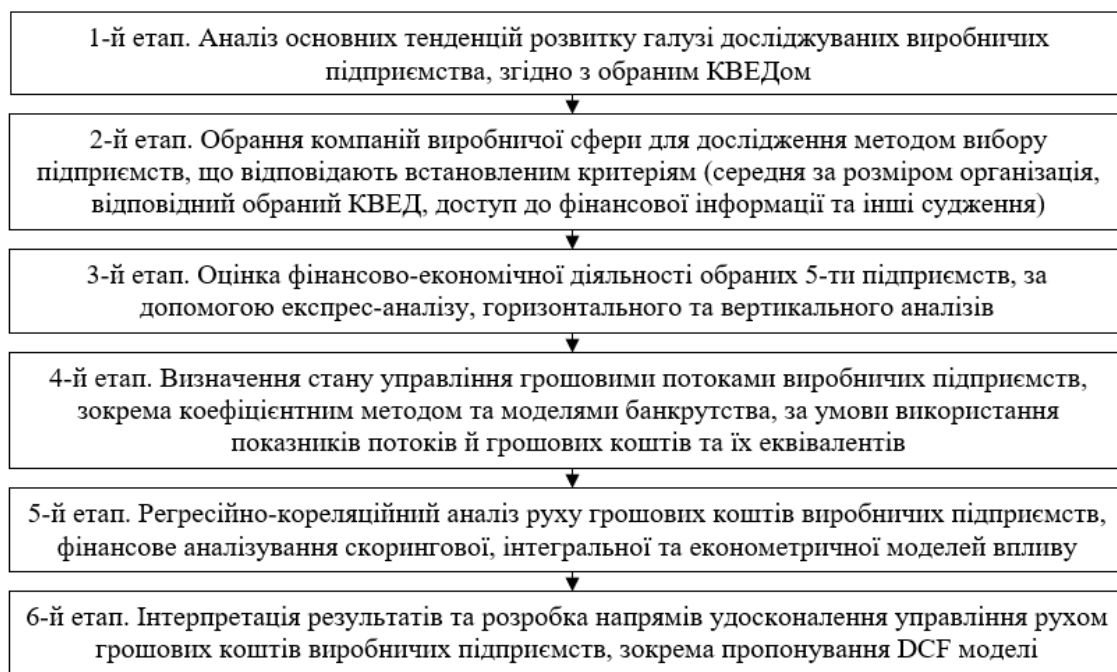 1-й етап. Аналіз основних тенденцій розвитку галузі досліджуваних виробничих
підприємства, згідно з обраним КВЕДом
2-й етап. Обрання компаній виробничої сфери для дослідження методом вибору
підприємств, що відповідають встановленим критеріям (середня за розміром організація,
відповідний обраний КВЕД, доступ до фінансової інформації та інші судження)
3-й етап. Оцінка фінансово-економічної діяльності обраних 5-ти підприємств, за
допомогою експрес-аналізу, горизонтального та вертикального аналізів
4-й етап. Визначення стану управління грошовими потоками виробничих підприємств,
зокрема коефіцієнтним методом та моделями банкрутства, за умови використання
показників потоків й грошових коштів та їх еквівалентів
5-й етап. Регресійно-кореляційний аналіз руху грошових коштів виробничих підприємств,
фінансове аналізування скорингової, інтегральної та економетричної моделей впливу
6-й етап. Інтерпретація результатів та розробка напрямів удосконалення управління рухом
грошових коштів виробничих підприємств, зокрема пропонування DCF моделі